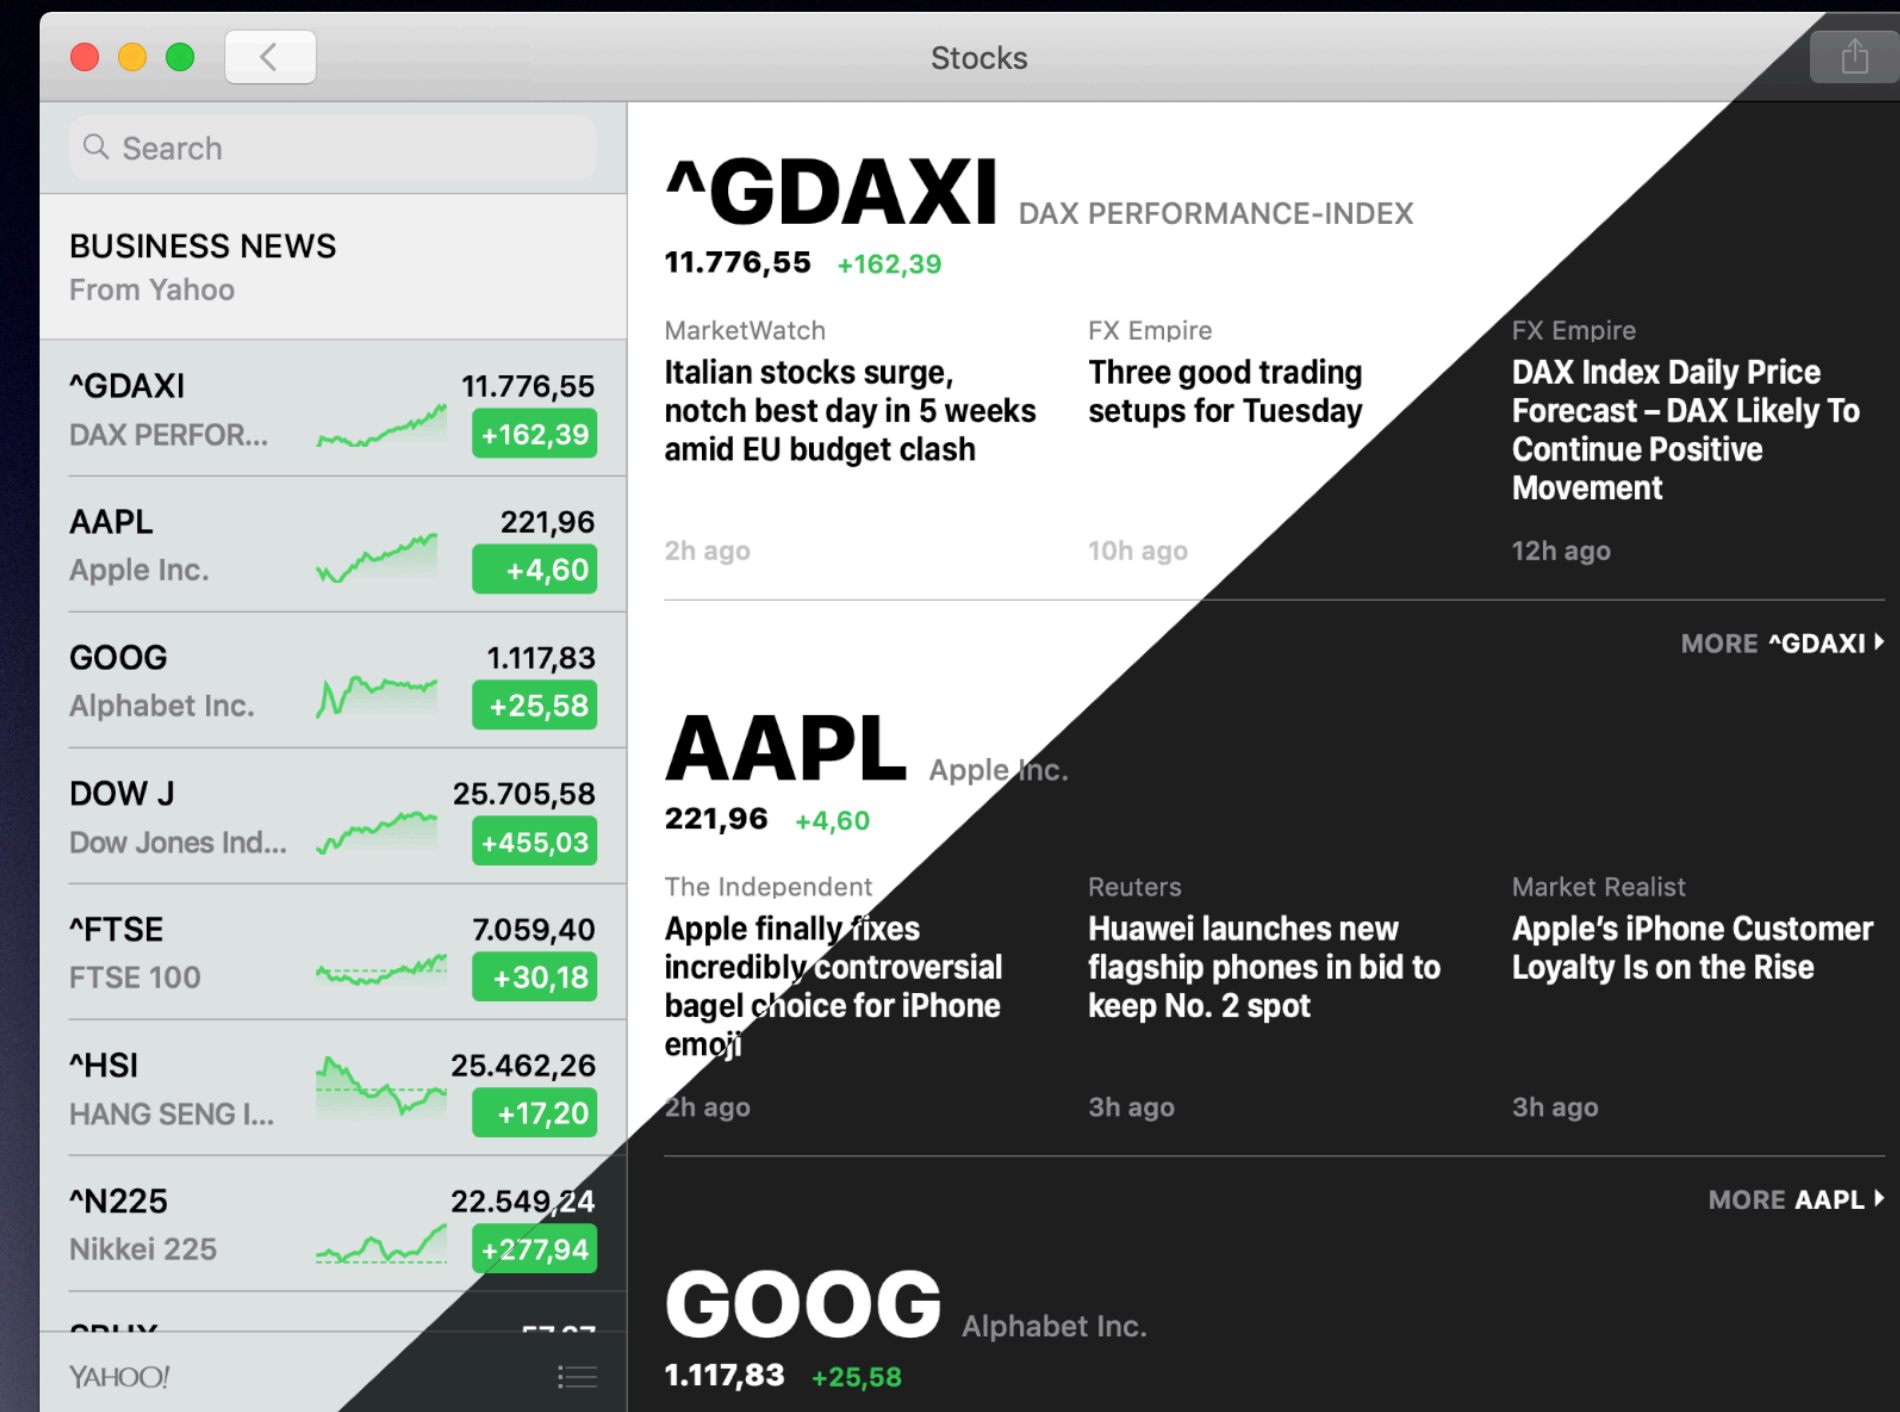 Stocks
Search
BUSINESS NEWS
From Yahoo
^GDAXI 11.776,55
DAX PERFOR... +162,39
AAPL 221,96
Apple Inc. +4,60
GOOG 1.117,83
Alphabet Inc. +25,58
DOW J 25.705,58
Dow Jones Ind... +455,03
^FTSE 7.059,40
FTSE 100 +30,18
^HSI 25.462,26
HANG SENG I... +17,20
^N225 22.549,24
Nikkei 225 +277,94
YAHOO!
^GDAXI DAX PERFORMANCE-INDEX
11.776,55 +162,39
MarketWatch
Italian stocks surge,
notch best day in 5 weeks
amid EU budget clash
2h ago
FX Empire
Three good trading
setups for Tuesday
10h ago
FX Empire
DAX Index Daily Price
Forecast – DAX Likely To
Continue Positive
Movement
12h ago
MORE ^GDAXI
AAPL Apple Inc.
221,96 +4,60
The Independent
Apple finally fixes
incredibly controversial
bagel choice for iPhone
emoji
2h ago
Reuters
Huawei launches new
flagship phones in bid to
keep No. 2 spot
3h ago
Market Realist
Apple’s iPhone Customer
Loyalty Is on the Rise
3h ago
MORE AAPL
GOOG Alphabet Inc.
1.117,83 +25,58